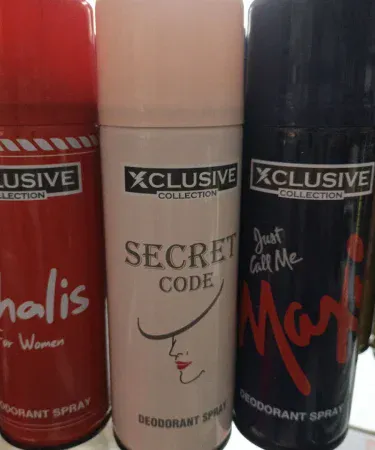 XCLUSIVE
COLLECTION
For Women
DEODORANT SPRAY
XCLUSIVE
COLLECTION
SECRET
CODE
DEODORANT SPRAY
XCLUSIVE
COLLECTION
Just
Call Me
Maxi
DEODORANT SPRAY